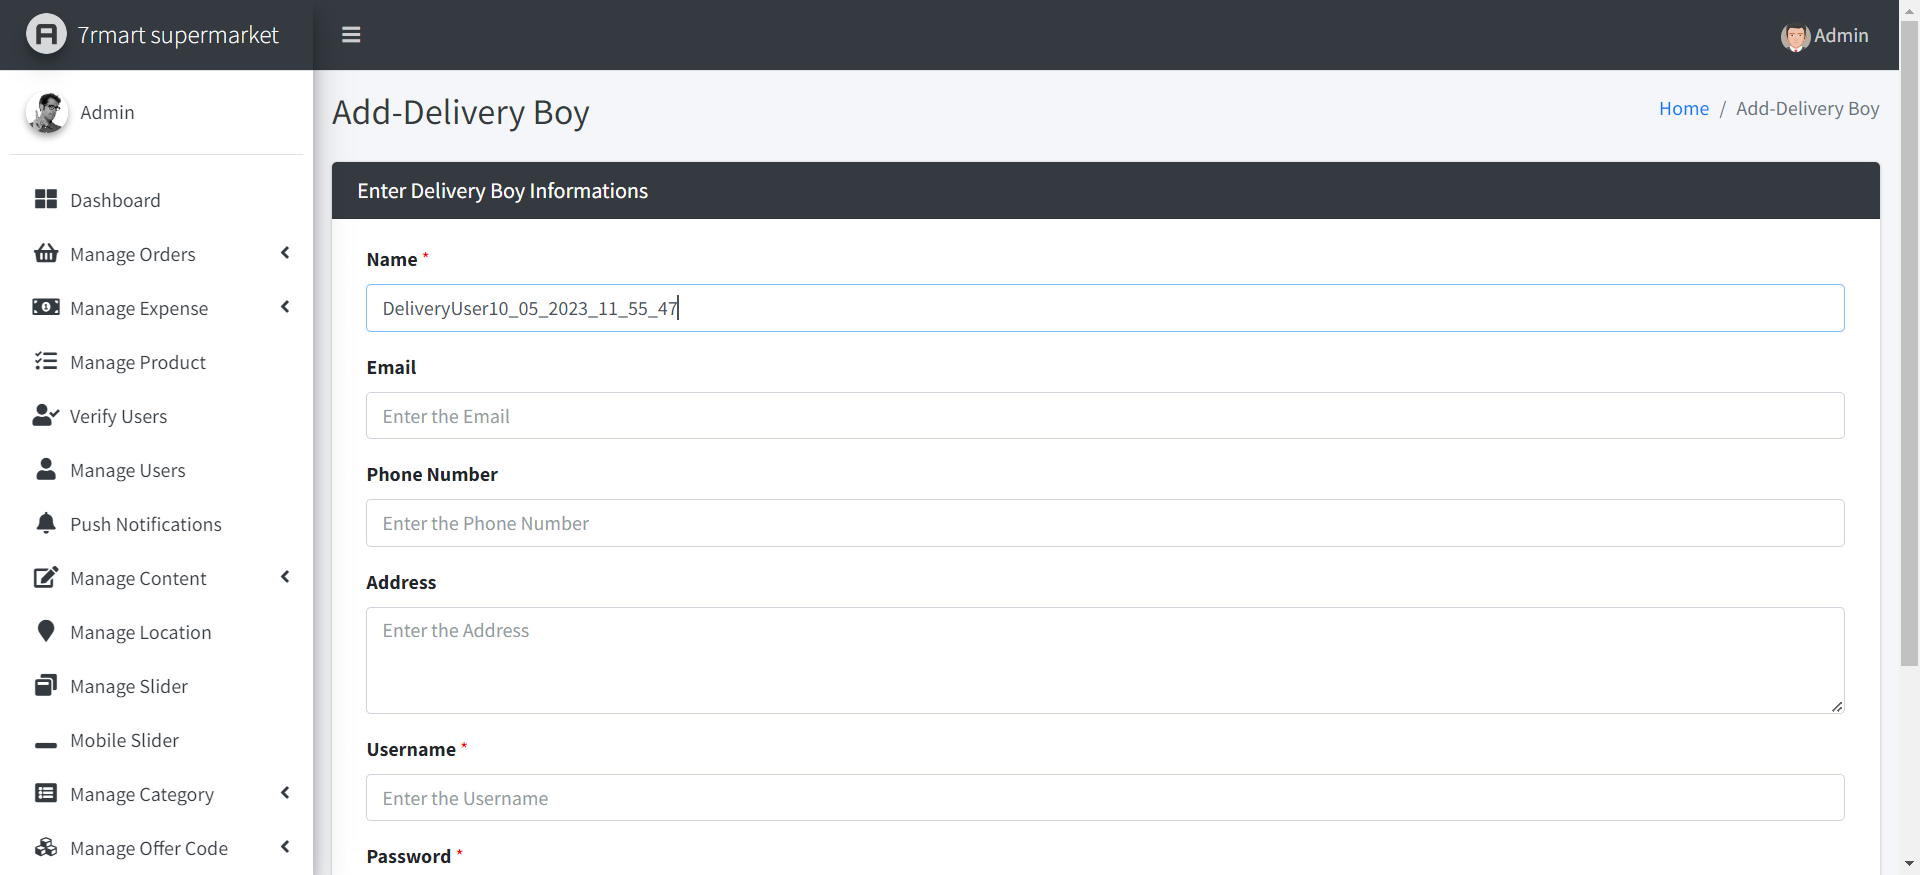 7rmart supermarket
Admin
Admin
Dashboard
Manage Orders
Manage Expense
Manage Product
Verify Users
Manage Users
Push Notifications
Manage Content
Manage Location
Manage Slider
Mobile Slider
Manage Category
Manage Offer Code
Add-Delivery Boy
Home / Add-Delivery Boy
Enter Delivery Boy Informations
Name *
DeliveryUser10_05_2023_11_55_47
Email
Enter the Email
Phone Number
Enter the Phone Number
Address
Enter the Address
Username *
Enter the Username
Password *